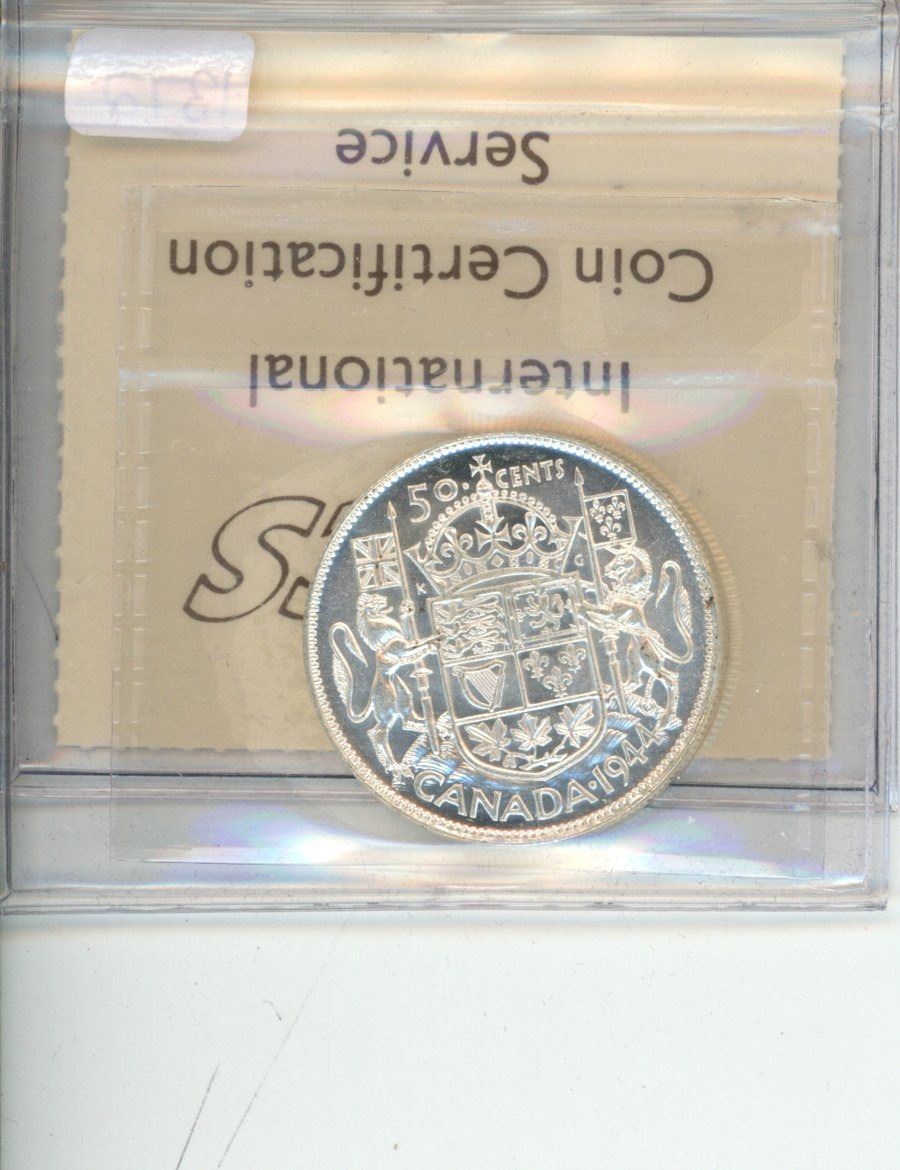 International
Coin Certification
Service
50. CENTS
K G
CANADA·1944